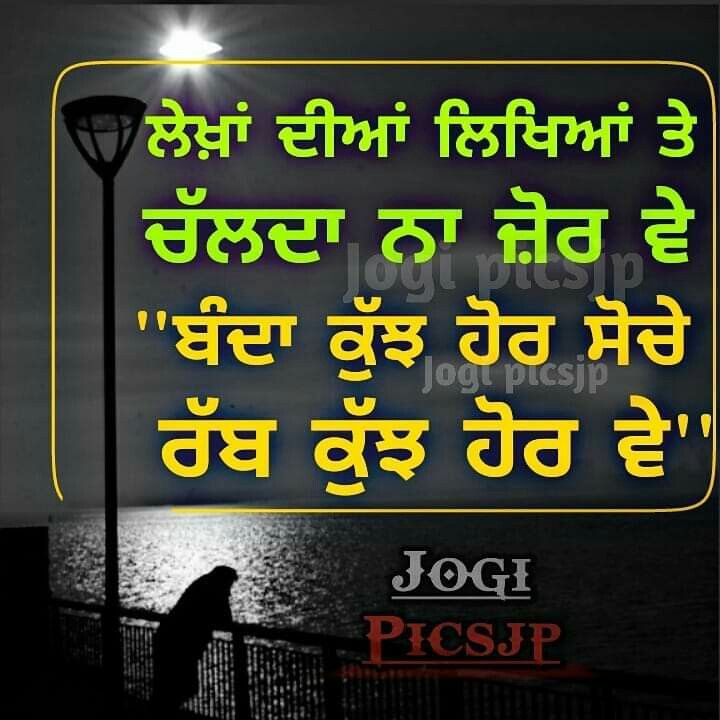 ਲੇਖ਼ਾਂ ਦੀਆਂ ਲਿਖਿਆਂ ਤੇ
ਚੱਲਦਾ ਨਾ ਜ਼ੋਰ ਵੇ
Jogi picsjp
"ਬੰਦਾ ਕੁੱਝ ਹੋਰ ਸੋਚੇ
Jogi picsjp
ਰੱਬ ਕੁੱਝ ਹੋਰ ਵੇ"
JOGI
PICSJP